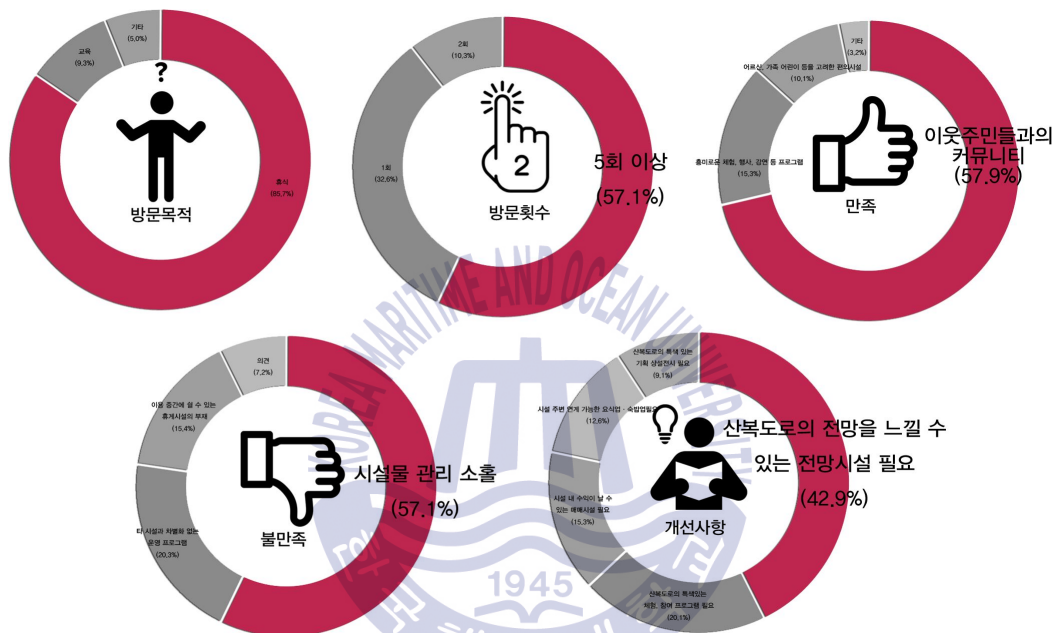 기타
(5.0%)
교육
(9.3%)
?
휴식
(95.7%)
방문목적
2회
(10.3%)
1회
(32.6%)
2
5회 이상
(57.1%)
방문횟수
기타
(3.2%)
어르신, 가족 어린이 등을 고려한 편의시설
(10.1%)
흥미로운 체험, 행사, 강연 등 프로그램
(15.3%)
이웃주민들과의
커뮤니티
(57.9%)
만족
의견
(7.2%)
이용 중간에 쉴 수 있는
휴게시설의 부재
(15.4%)
타 시설과 차별화 없는
운영 프로그램
(20.3%)
시설물 관리 소홀
(57.1%)
불만족
산복도로의 특색 있는
기획 상설전시 필요
(9.1%)
시설 주변 연계 가능한 요식업 · 숙박업필요
(12.6%)
시설 내 수익이 날 수
있는 매매시설 필요
(15.3%)
산복도로의 특색있는
체험, 참여 프로그램 필요
(20.1%)
산복도로의 전망을 느낄 수
있는 전망시설 필요
(42.9%)
개선사항
KOREA MARITIME AND OCEAN UNIVERSITY
1945